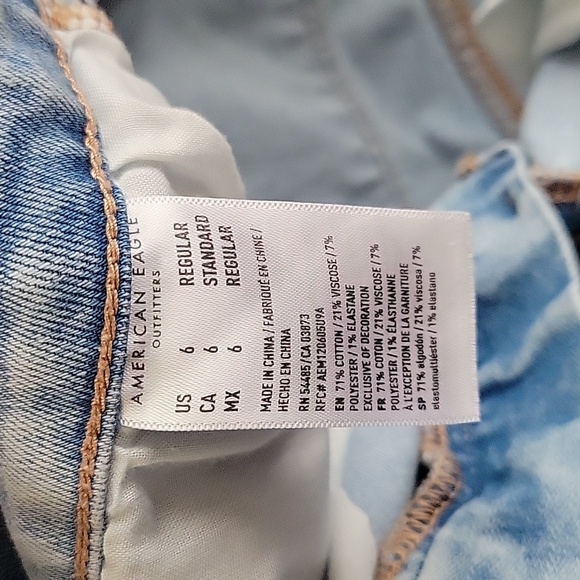 AMERICAN EAGLE
OUTFITTERS
US 6 REGULAR
CA 6 STANDARD
MX 6 REGULAR
MADE IN CHINA / FABRIQUÉ EN CHINE /
HECHO EN CHINA
RN 54485 / CA 03873
RFC# AEM1206060U9A
EN 71% COTTON / 21% VISCOSE / 7%
POLYESTER / 1% ELASTANE
EXCLUSIVE OF DECORATION
FR 71% COTON / 21% VISCOSE / 7%
POLYESTER / 1% ÉLASTHANNE
À L'EXCEPTION DE LA GARNITURE
SP 71% algodón / 21% viscosa / 7%
elastomultiéster / 1% elastano